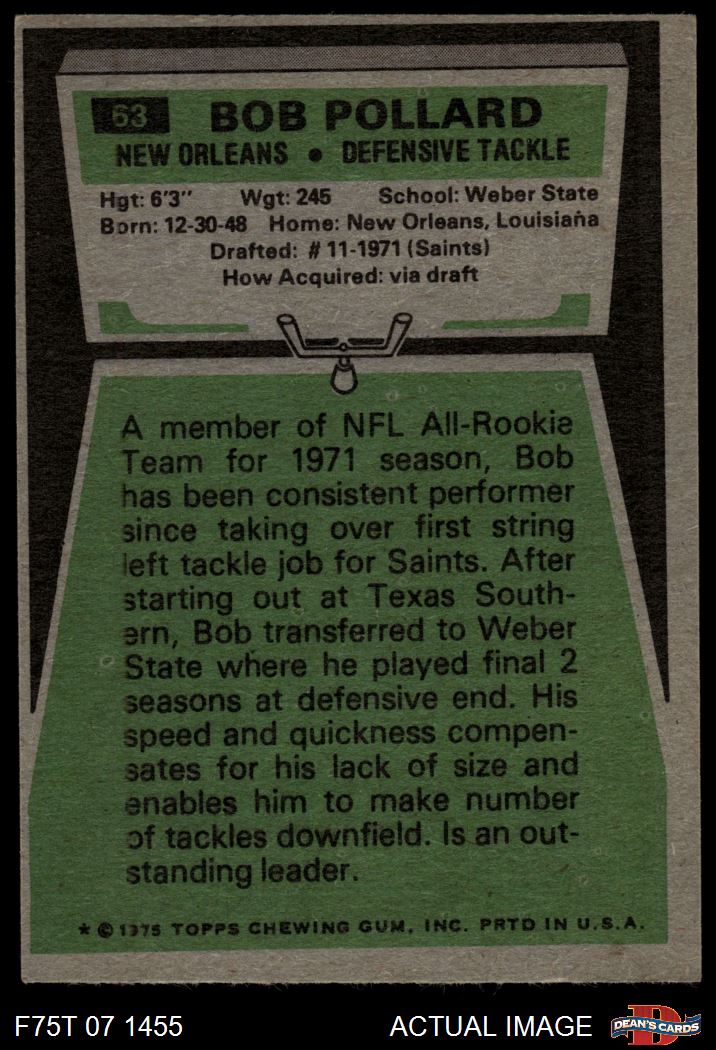 63 BOB POLLARD
NEW ORLEANS • DEFENSIVE TACKLE
Hgt: 6'3" Wgt: 245 School: Weber State
Born: 12-30-48 Home: New Orleans, Louisiana
Drafted: # 11-1971 (Saints)
How Acquired: via draft
A member of NFL All-Rookie
Team for 1971 season, Bob
has been consistent performer
since taking over first string
left tackle job for Saints. After
starting out at Texas South-
ern, Bob transferred to Weber
State where he played final 2
seasons at defensive end. His
speed and quickness compen-
sates for his lack of size and
enables him to make number
of tackles downfield. Is an out-
standing leader.
* © 1975 TOPPS CHEWING GUM, INC. PRTD IN U.S.A.
F75T 07 1455 ACTUAL IMAGE D DEAN'S CARDS